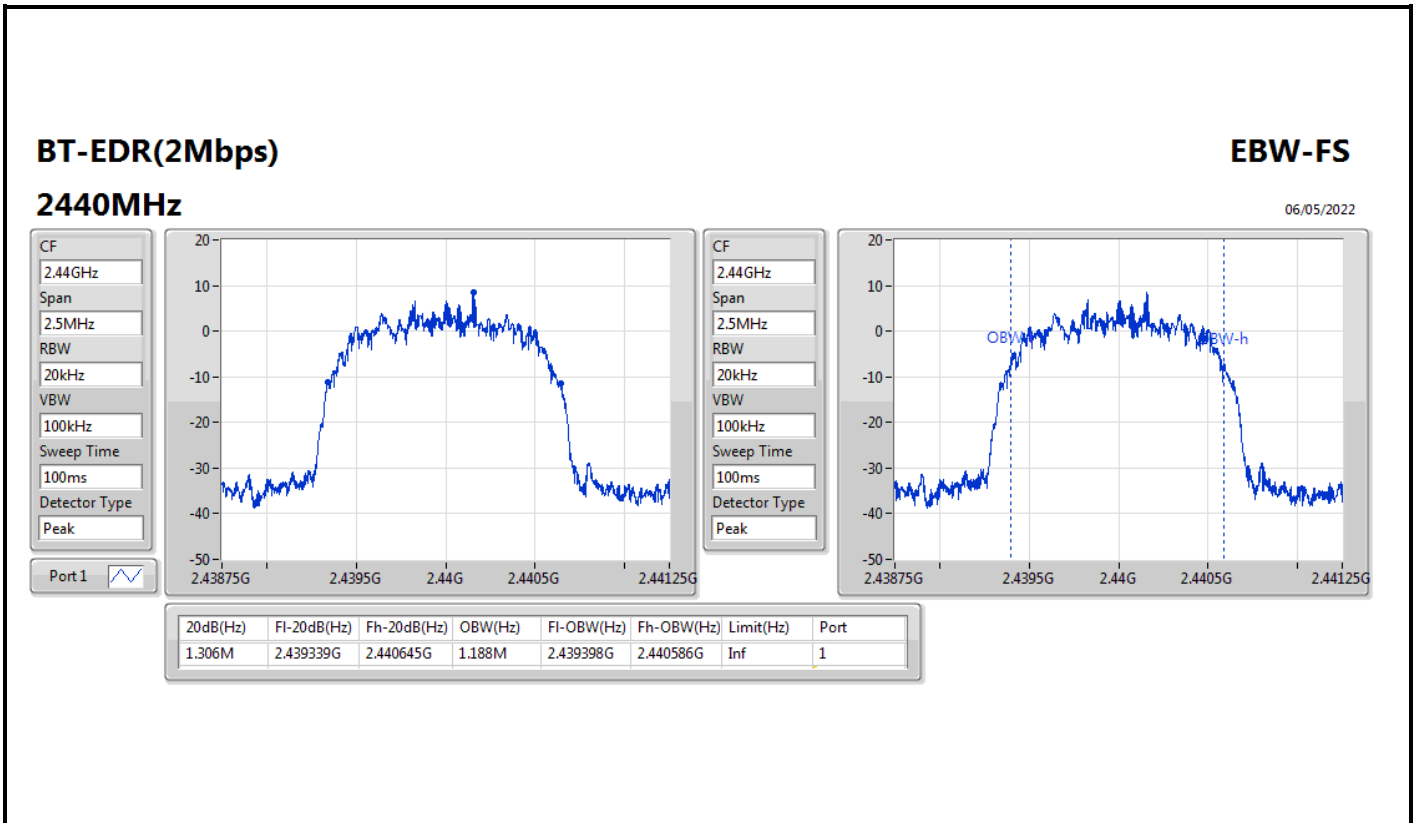 BT-EDR(2Mbps)
EBW-FS
2440MHz
06/05/2022
CF
2.44GHz
Span
2.5MHz
RBW
20kHz
VBW
100kHz
Sweep Time
100ms
Detector Type
Peak
Port 1
20
10
0
-10
-20
-30
-40
-50
2.43875G 2.4395G 2.44G 2.4405G 2.44125G
CF
2.44GHz
Span
2.5MHz
RBW
20kHz
VBW
100kHz
Sweep Time
100ms
Detector Type
Peak
20
10
0
-10
-20
-30
-40
-50
OBW-h
2.43875G 2.4395G 2.44G 2.4405G 2.44125G
20dB(Hz) Fl-20dB(Hz) Fh-20dB(Hz) OBW(Hz) Fl-OBW(Hz) Fh-OBW(Hz) Limit(Hz) Port
1.306M 2.439339G 2.440645G 1.188M 2.439398G 2.440586G Inf 1